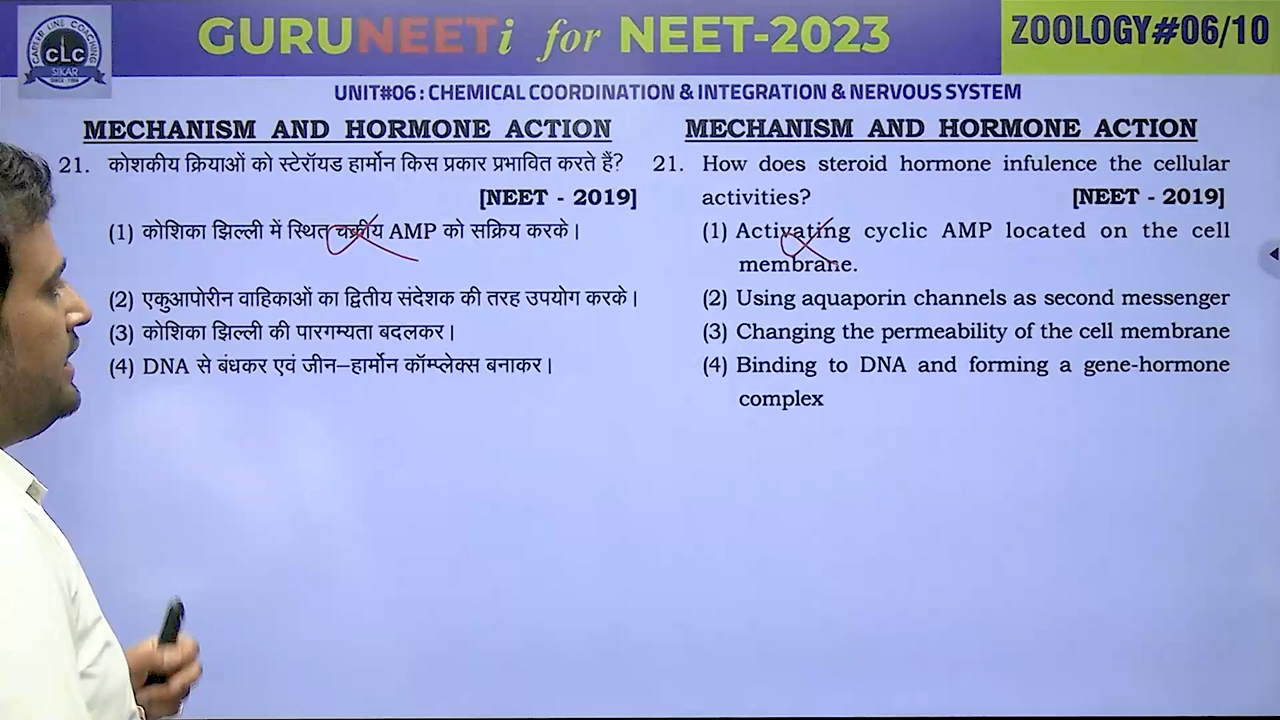 GURUNEETi for NEET-2023
ZOOLOGY#06/10
CAREER LINE COACHING
CLC
SIKAR
UNIT#06 : CHEMICAL COORDINATION & INTEGRATION & NERVOUS SYSTEM
MECHANISM AND HORMONE ACTION
21. कोशकीय क्रियाओं को स्टेरॉयड हार्मोन किस प्रकार प्रभावित करते हैं?
[NEET - 2019]
(1) कोशिका झिल्ली में स्थित चक्रीय AMP को सक्रिय करके।
(2) एकुआपोरीन वाहिकाओं का द्वितीय संदेशक की तरह उपयोग करके।
(3) कोशिका झिल्ली की पारगम्यता बदलकर।
(4) DNA से बंधकर एवं जीन–हार्मोन कॉम्प्लेक्स बनाकर।
MECHANISM AND HORMONE ACTION
21. How does steroid hormone infulence the cellular
activities? [NEET - 2019]
(1) Activating cyclic AMP located on the cell
membrane.
(2) Using aquaporin channels as second messenger
(3) Changing the permeability of the cell membrane
(4) Binding to DNA and forming a gene-hormone
complex